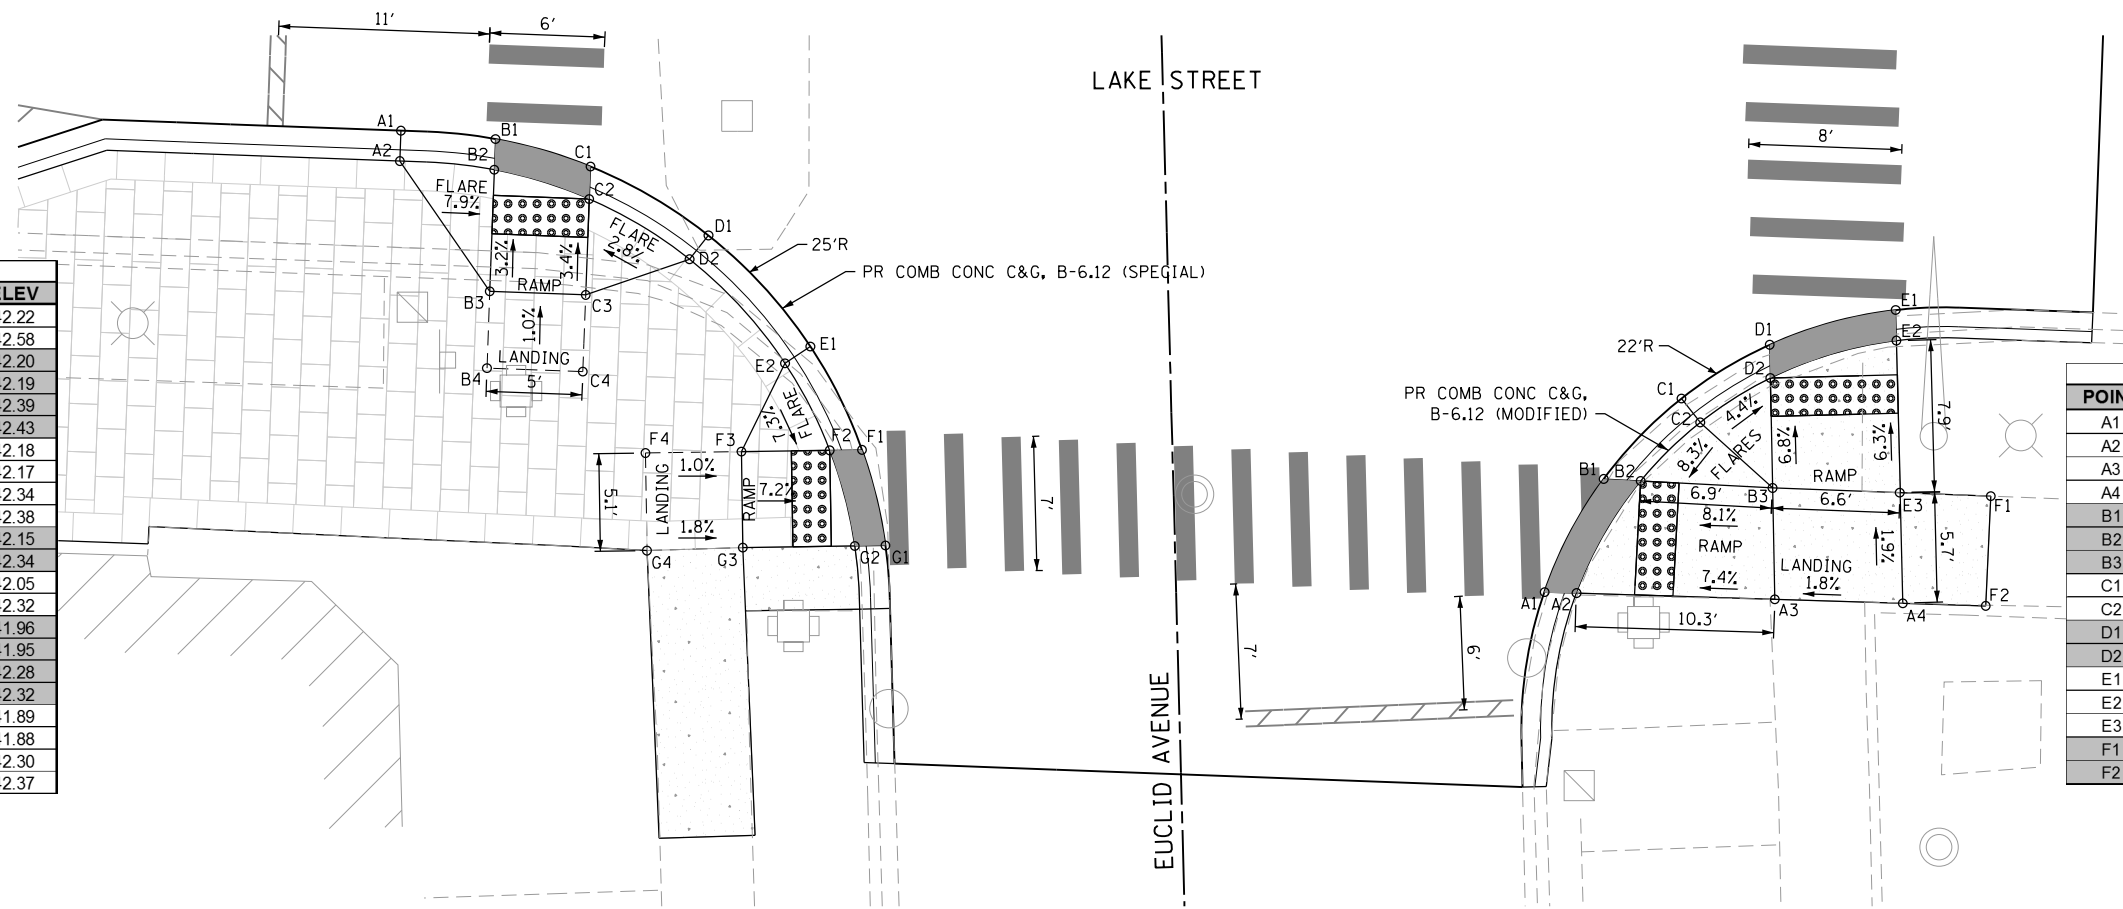 11'
6'
LAKE STREET
8'
A1
A2
B1
B2
C1
C2
FLARE
7.9%
FLARE
2.8%
D1
D2
25'R
PR COMB CONC C&G, B-6.12 (SPECIAL)
3.2%
3.4%
RAMP
B3
C3
1.0%
LANDING
B4
C4
5'
E1
E2
7.3%
FLARE
F4
F3
F2
F1
LANDING
1.0%
1.8%
RAMP
7.2%
5.1'
G4
G3
G2
G1
7'
7'
6'
EUCLID AVENUE
22'R
PR COMB CONC C&G,
B-6.12 (MODIFIED)
D1
D2
E1
E2
C1
C2
4.4%
8.3%
FLARES
6.8%
6.3%
7.9'
RAMP
B1
B2
B3
6.9'
6.6'
E3
F1
8.1%
RAMP
7.4%
LANDING
1.8%
1.9%
5.7'
A1
A2
A3
A4
F2
10.3'
ELEV
2.22
2.58
2.20
2.19
2.39
2.43
2.18
2.17
2.34
2.38
2.15
2.34
2.05
2.32
1.96
1.95
2.28
2.32
1.89
1.88
2.30
2.37
POIN
A1
A2
A3
A4
B1
B2
B3
C1
C2
D1
D2
E1
E2
E3
F1
F2